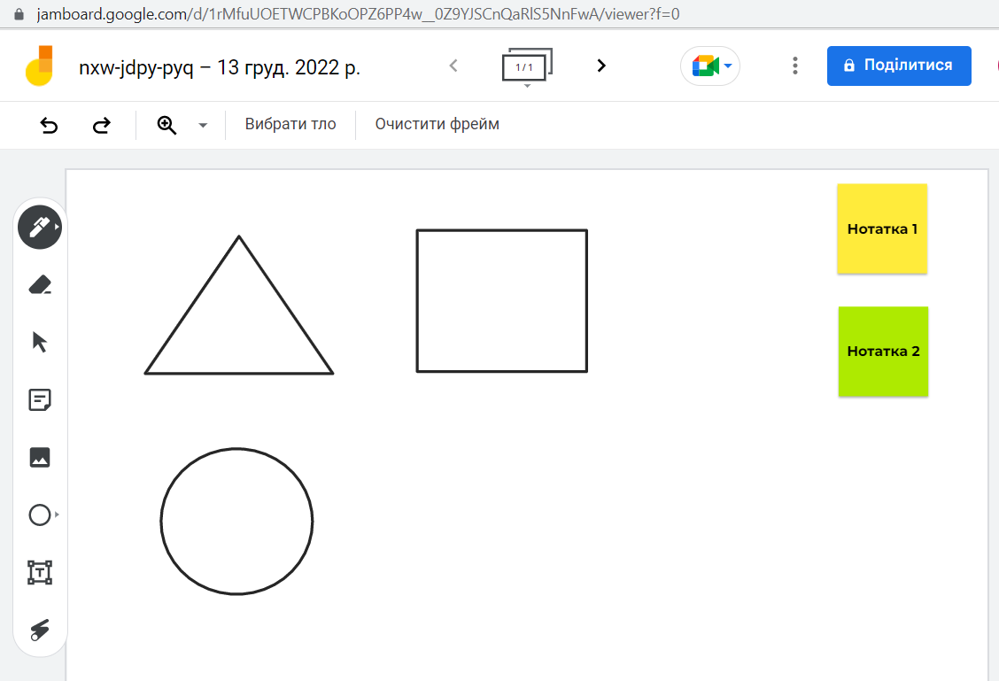 jamboard.google.com/d/1rMfuUOETWCPBKoOPZ6PP4w__0Z9YJSCnQaRlS5NnFwA/viewer?f=0
nxw-jdpy-pyq – 13 груд. 2022 р.
1/1
Поділитися
Вибрати тло
Очистити фрейм
Нотатка 1
Нотатка 2